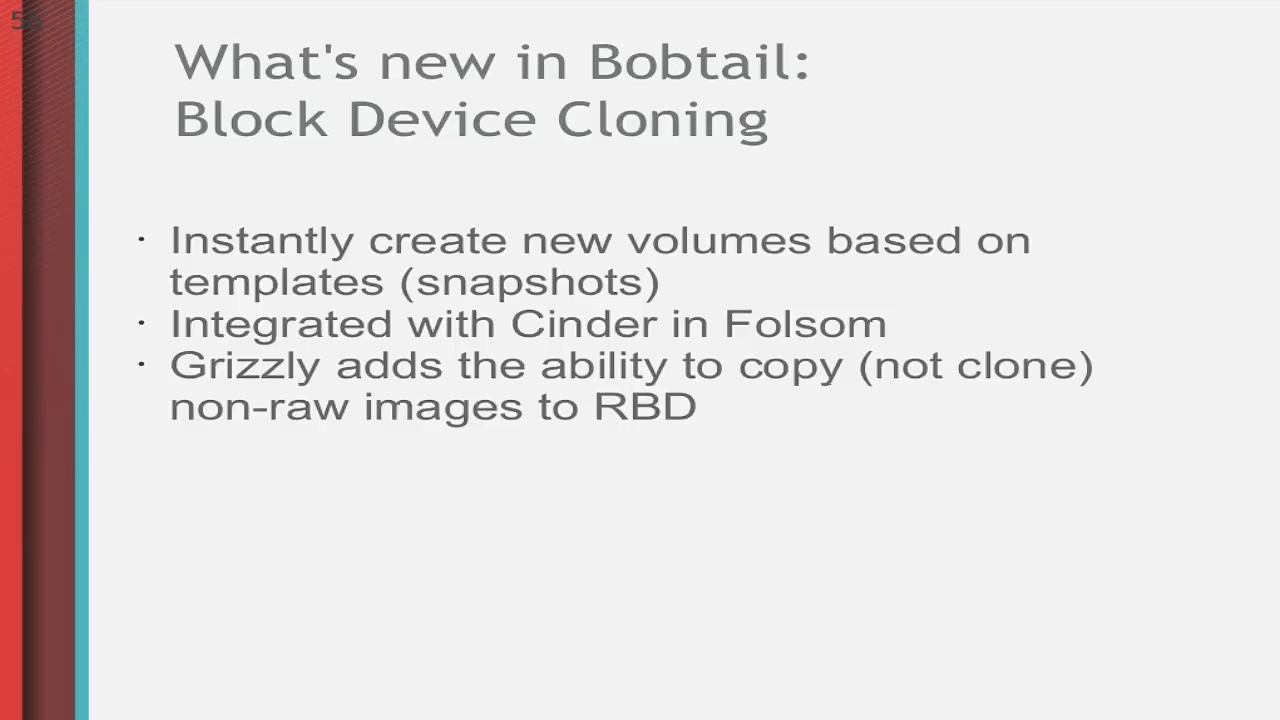 What's new in Bobtail:
Block Device Cloning
· Instantly create new volumes based on
templates (snapshots)
· Integrated with Cinder in Folsom
· Grizzly adds the ability to copy (not clone)
non-raw images to RBD